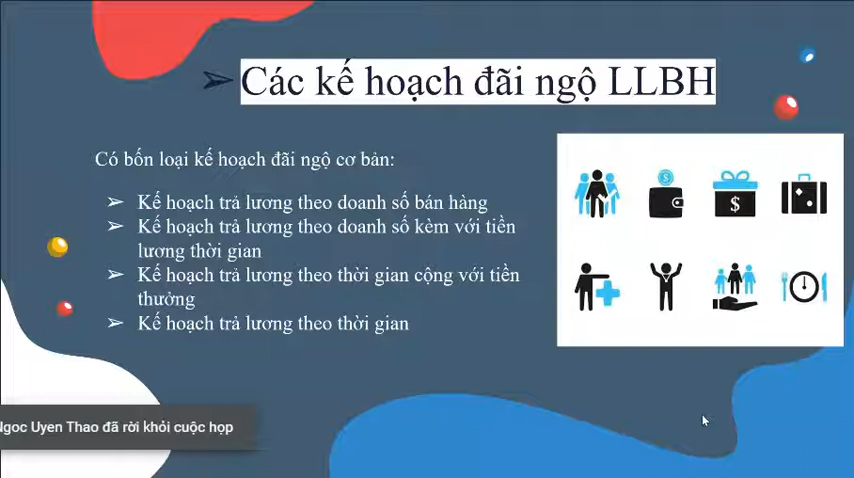 ➢ Các kế hoạch đãi ngộ LLBH
Có bốn loại kế hoạch đãi ngộ cơ bản:
➢ Kế hoạch trả lương theo doanh số bán hàng
➢ Kế hoạch trả lương theo doanh số kèm với tiền
lương thời gian
➢ Kế hoạch trả lương theo thời gian cộng với tiền
thưởng
➢ Kế hoạch trả lương theo thời gian
$
$
Ngoc Uyen Thao đã rời khỏi cuộc họp